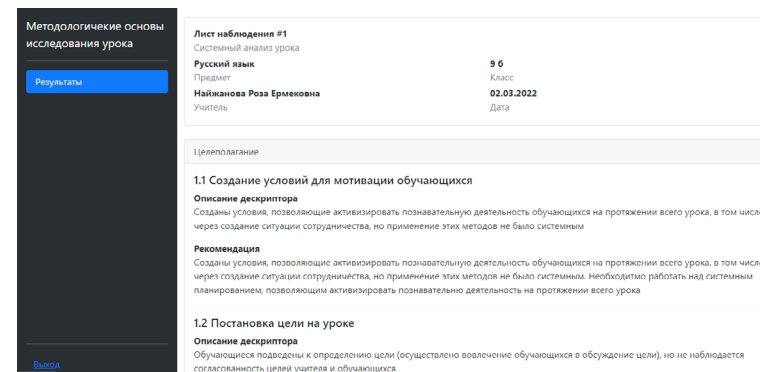 Методологичекие основы
исследования урока
Результаты
Выход
Лист наблюдения #1
Системный анализ урока
Русский язык
Предмет
9 б
Класс
Найжанова Роза Ермековна
Учитель
02.03.2022
Дата
Целеполагание
1.1 Создание условий для мотивации обучающихся
Описание дескриптора
Созданы условия, позволяющие активизировать познавательную деятельность обучающихся на протяжении всего урока, в том числе
через создание ситуации сотрудничества, но применение этих методов не было системным
Рекомендация
Созданы условия, позволяющие активизировать познавательную деятельность обучающихся на протяжении всего урока, в том числе
через создание ситуации сотрудничества, но применение этих методов не было системным. Необходитмо работать над системным
планированием, позволяющим активизировать познавательню деятельность на протяжении всего урока
1.2 Постановка цели на уроке
Описание дескриптора
Обучающиеся подведены к определению цели (осуществлено вовлечение обучающихся в обсуждение цели), но не наблюдается
согласованность целей учителя и обучающихся